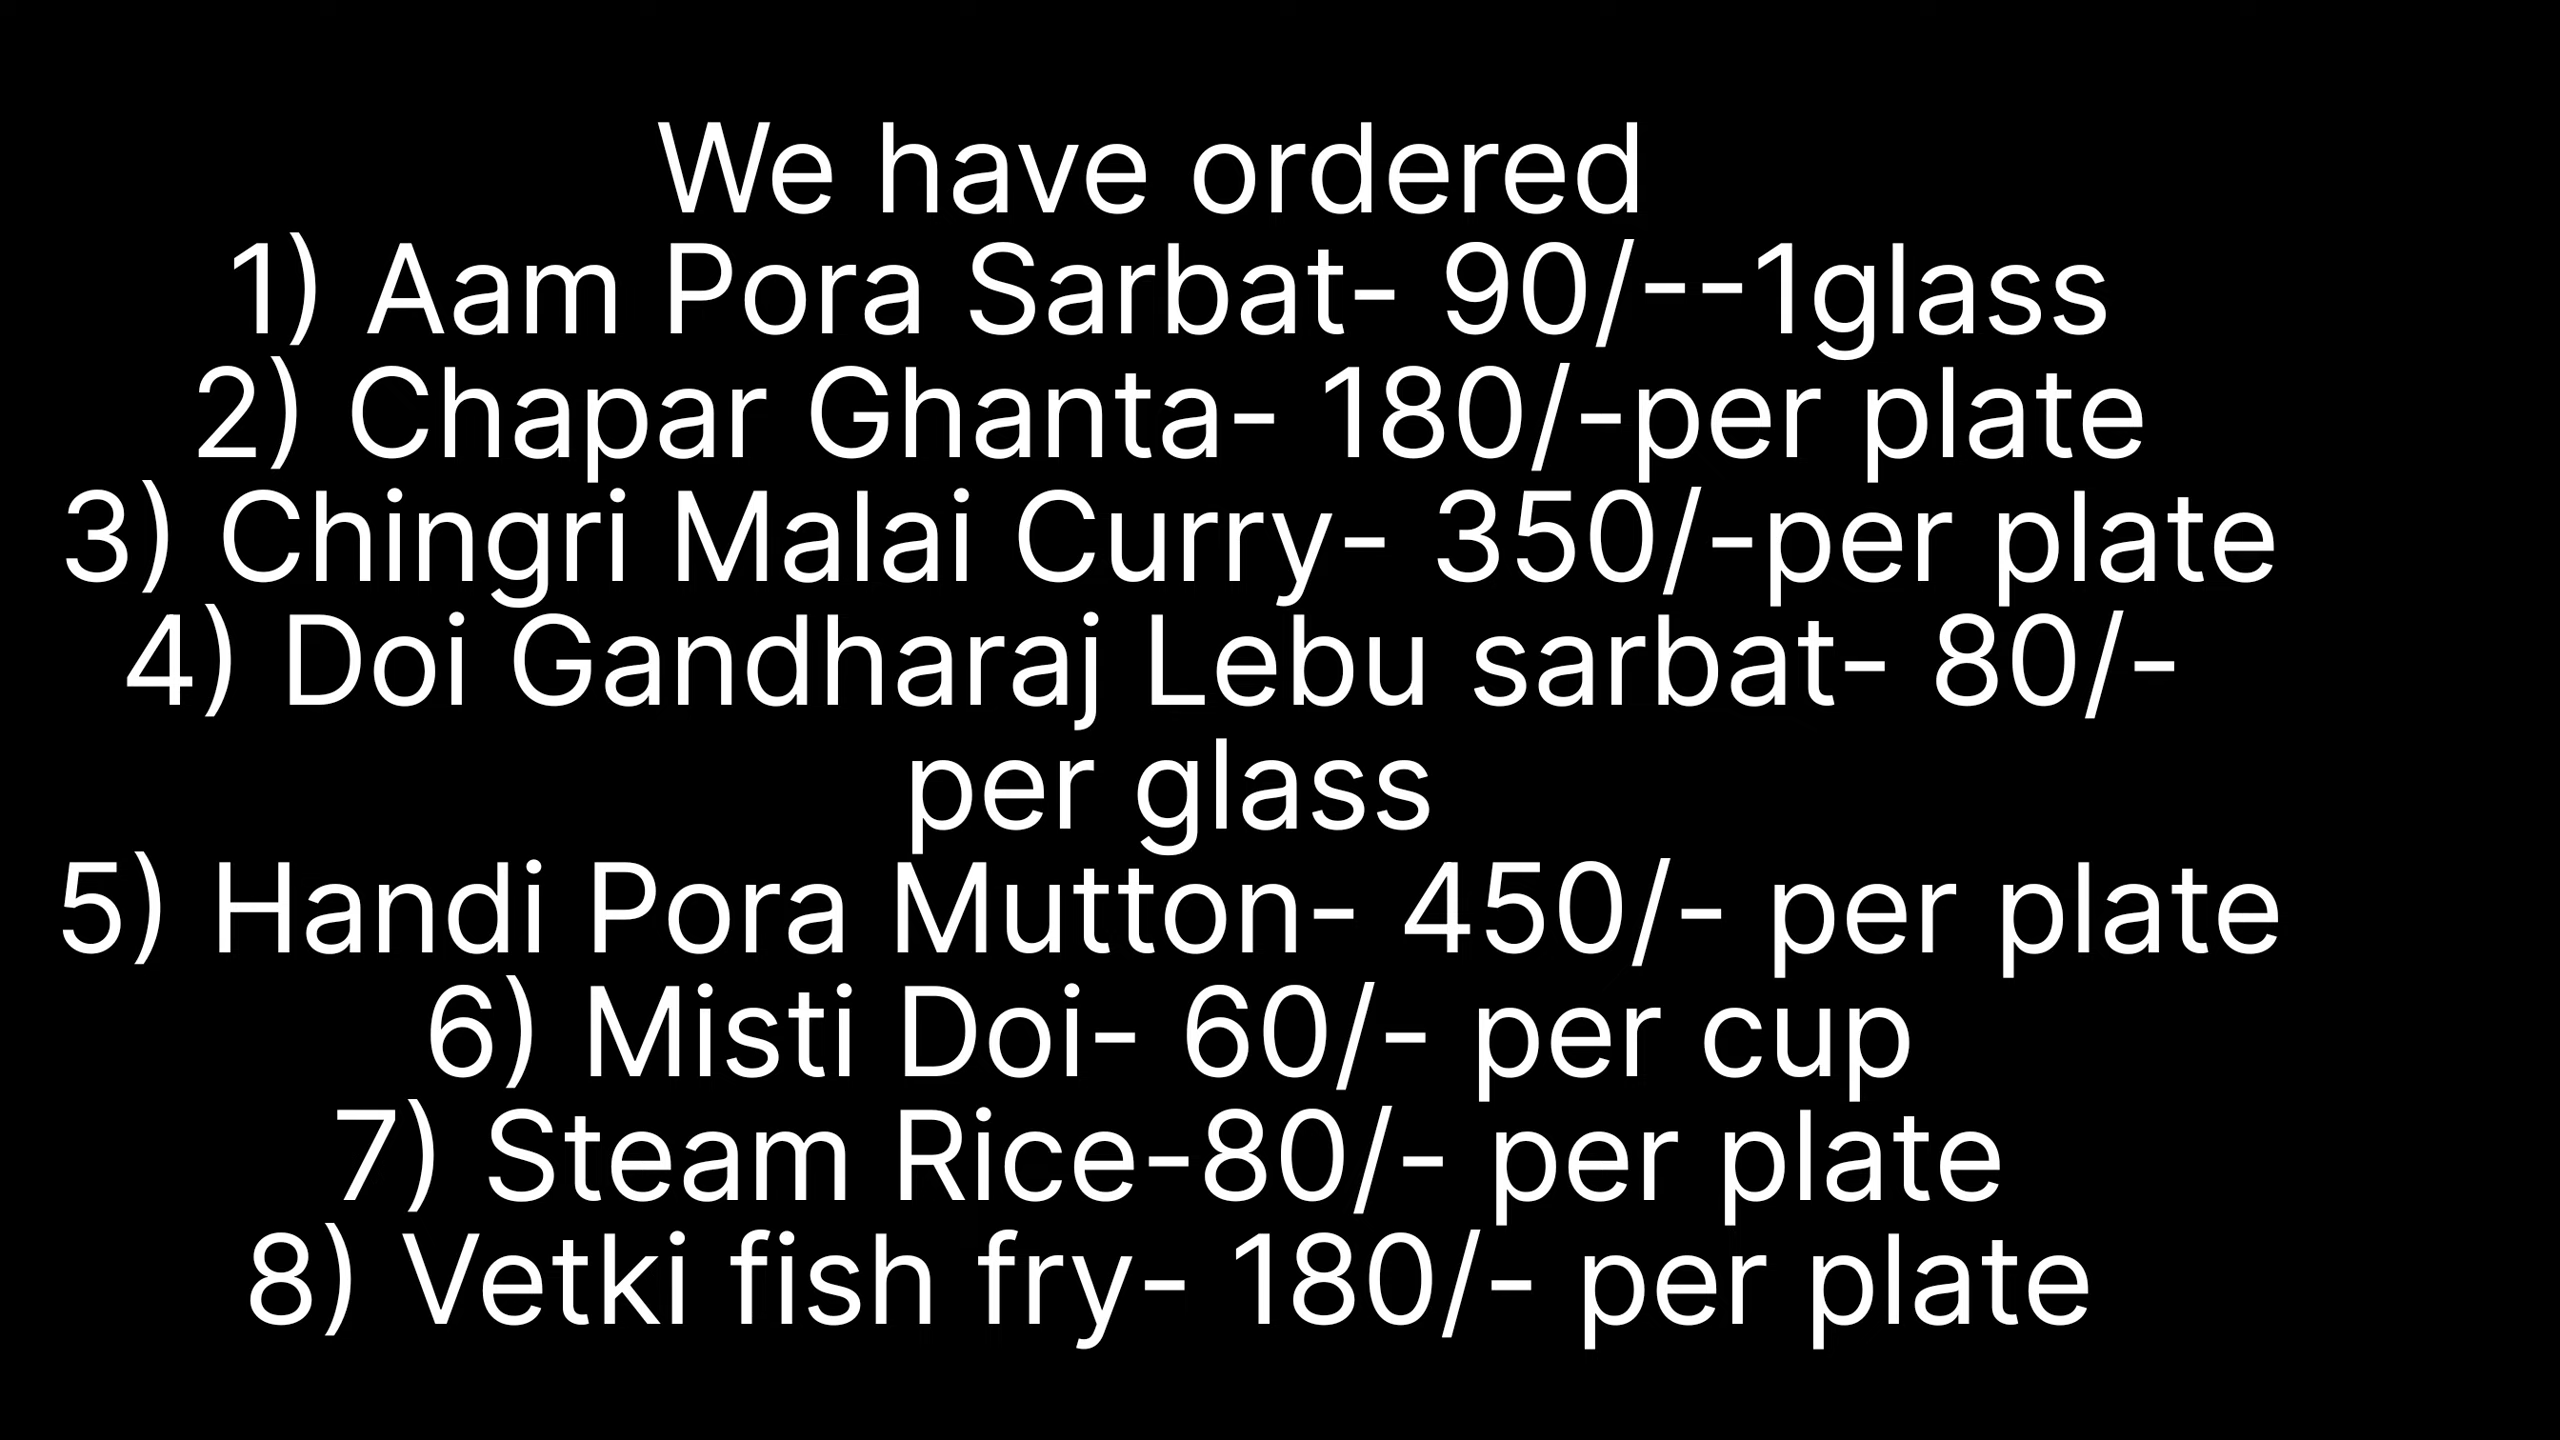 We have ordered
1) Aam Pora Sarbat- 90/--1glass
2) Chapar Ghanta- 180/-per plate
3) Chingri Malai Curry- 350/-per plate
4) Doi Gandharaj Lebu sarbat- 80/-
per glass
5) Handi Pora Mutton- 450/- per plate
6) Misti Doi- 60/- per cup
7) Steam Rice-80/- per plate
8) Vetki fish fry- 180/- per plate